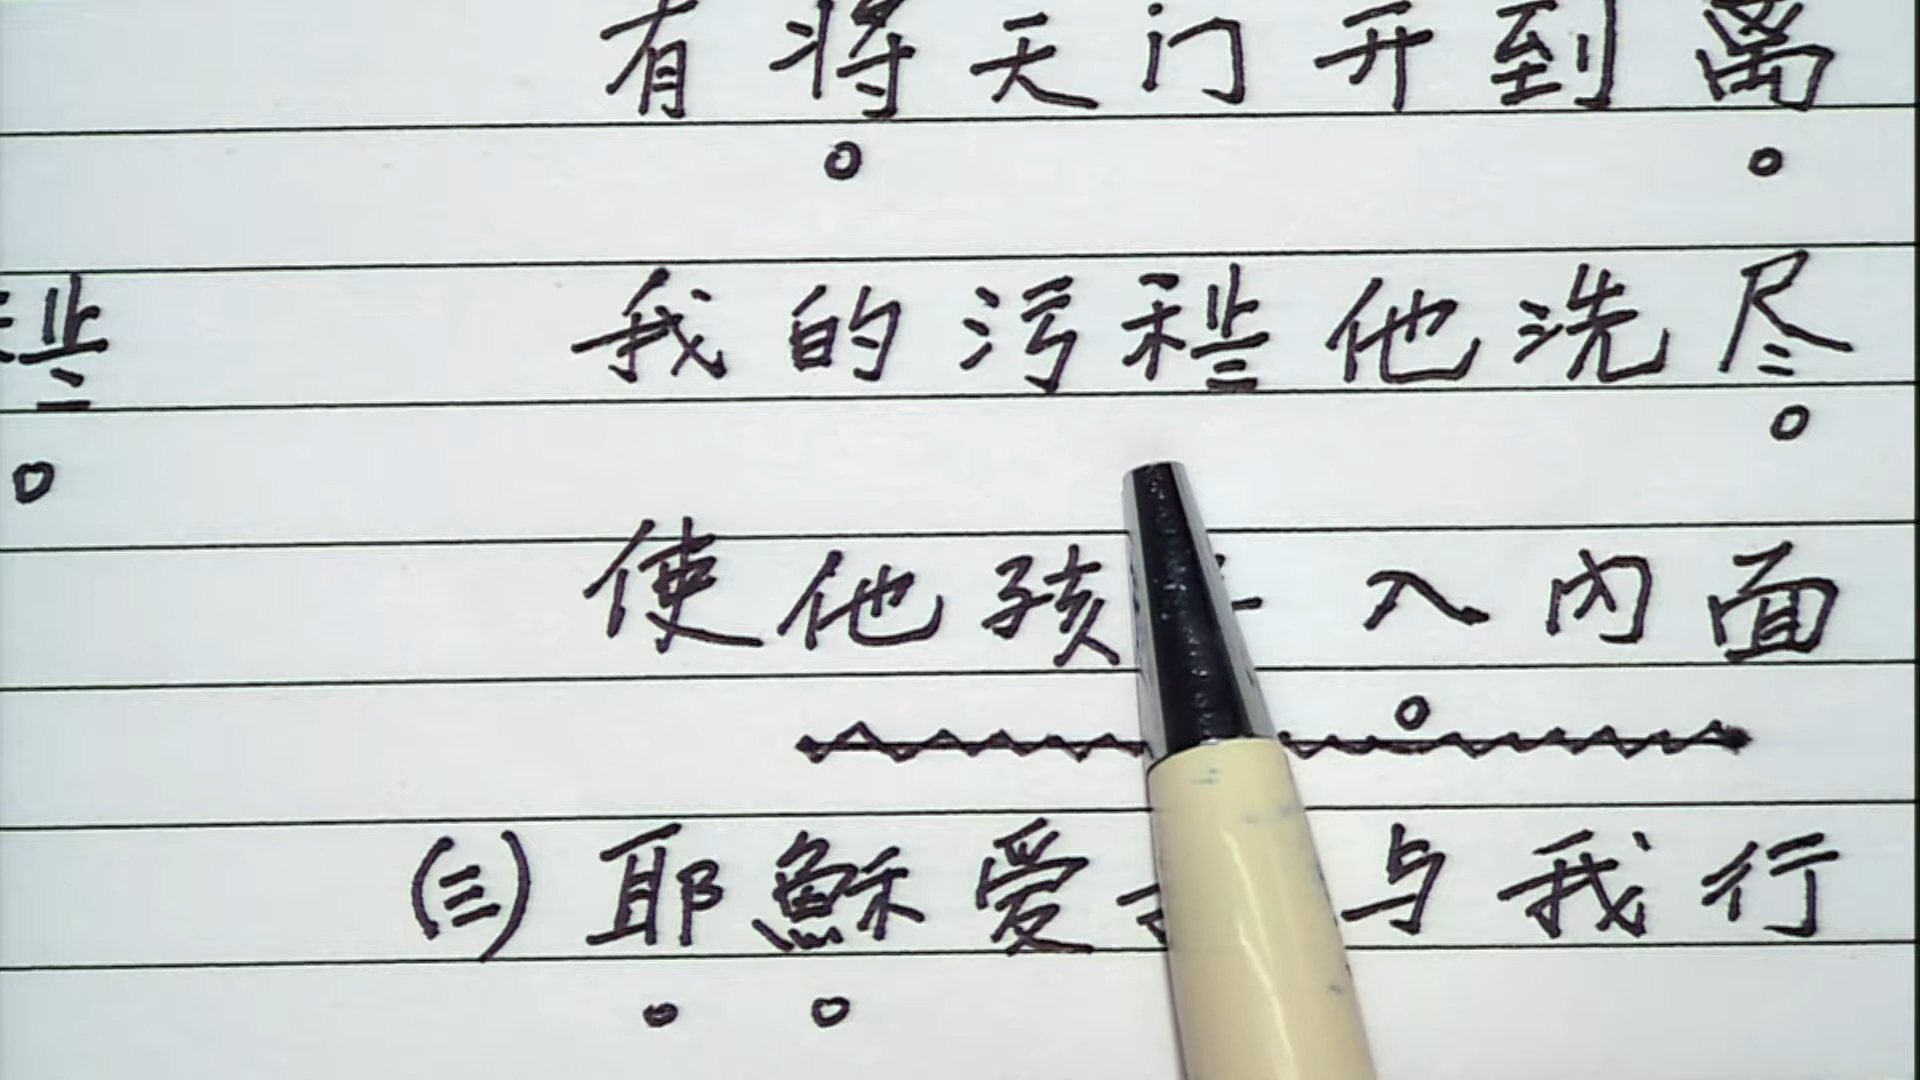 有将天门开到离
我的污秽他洗尽
使他孩 入内面
(三)耶穌爱 与我行